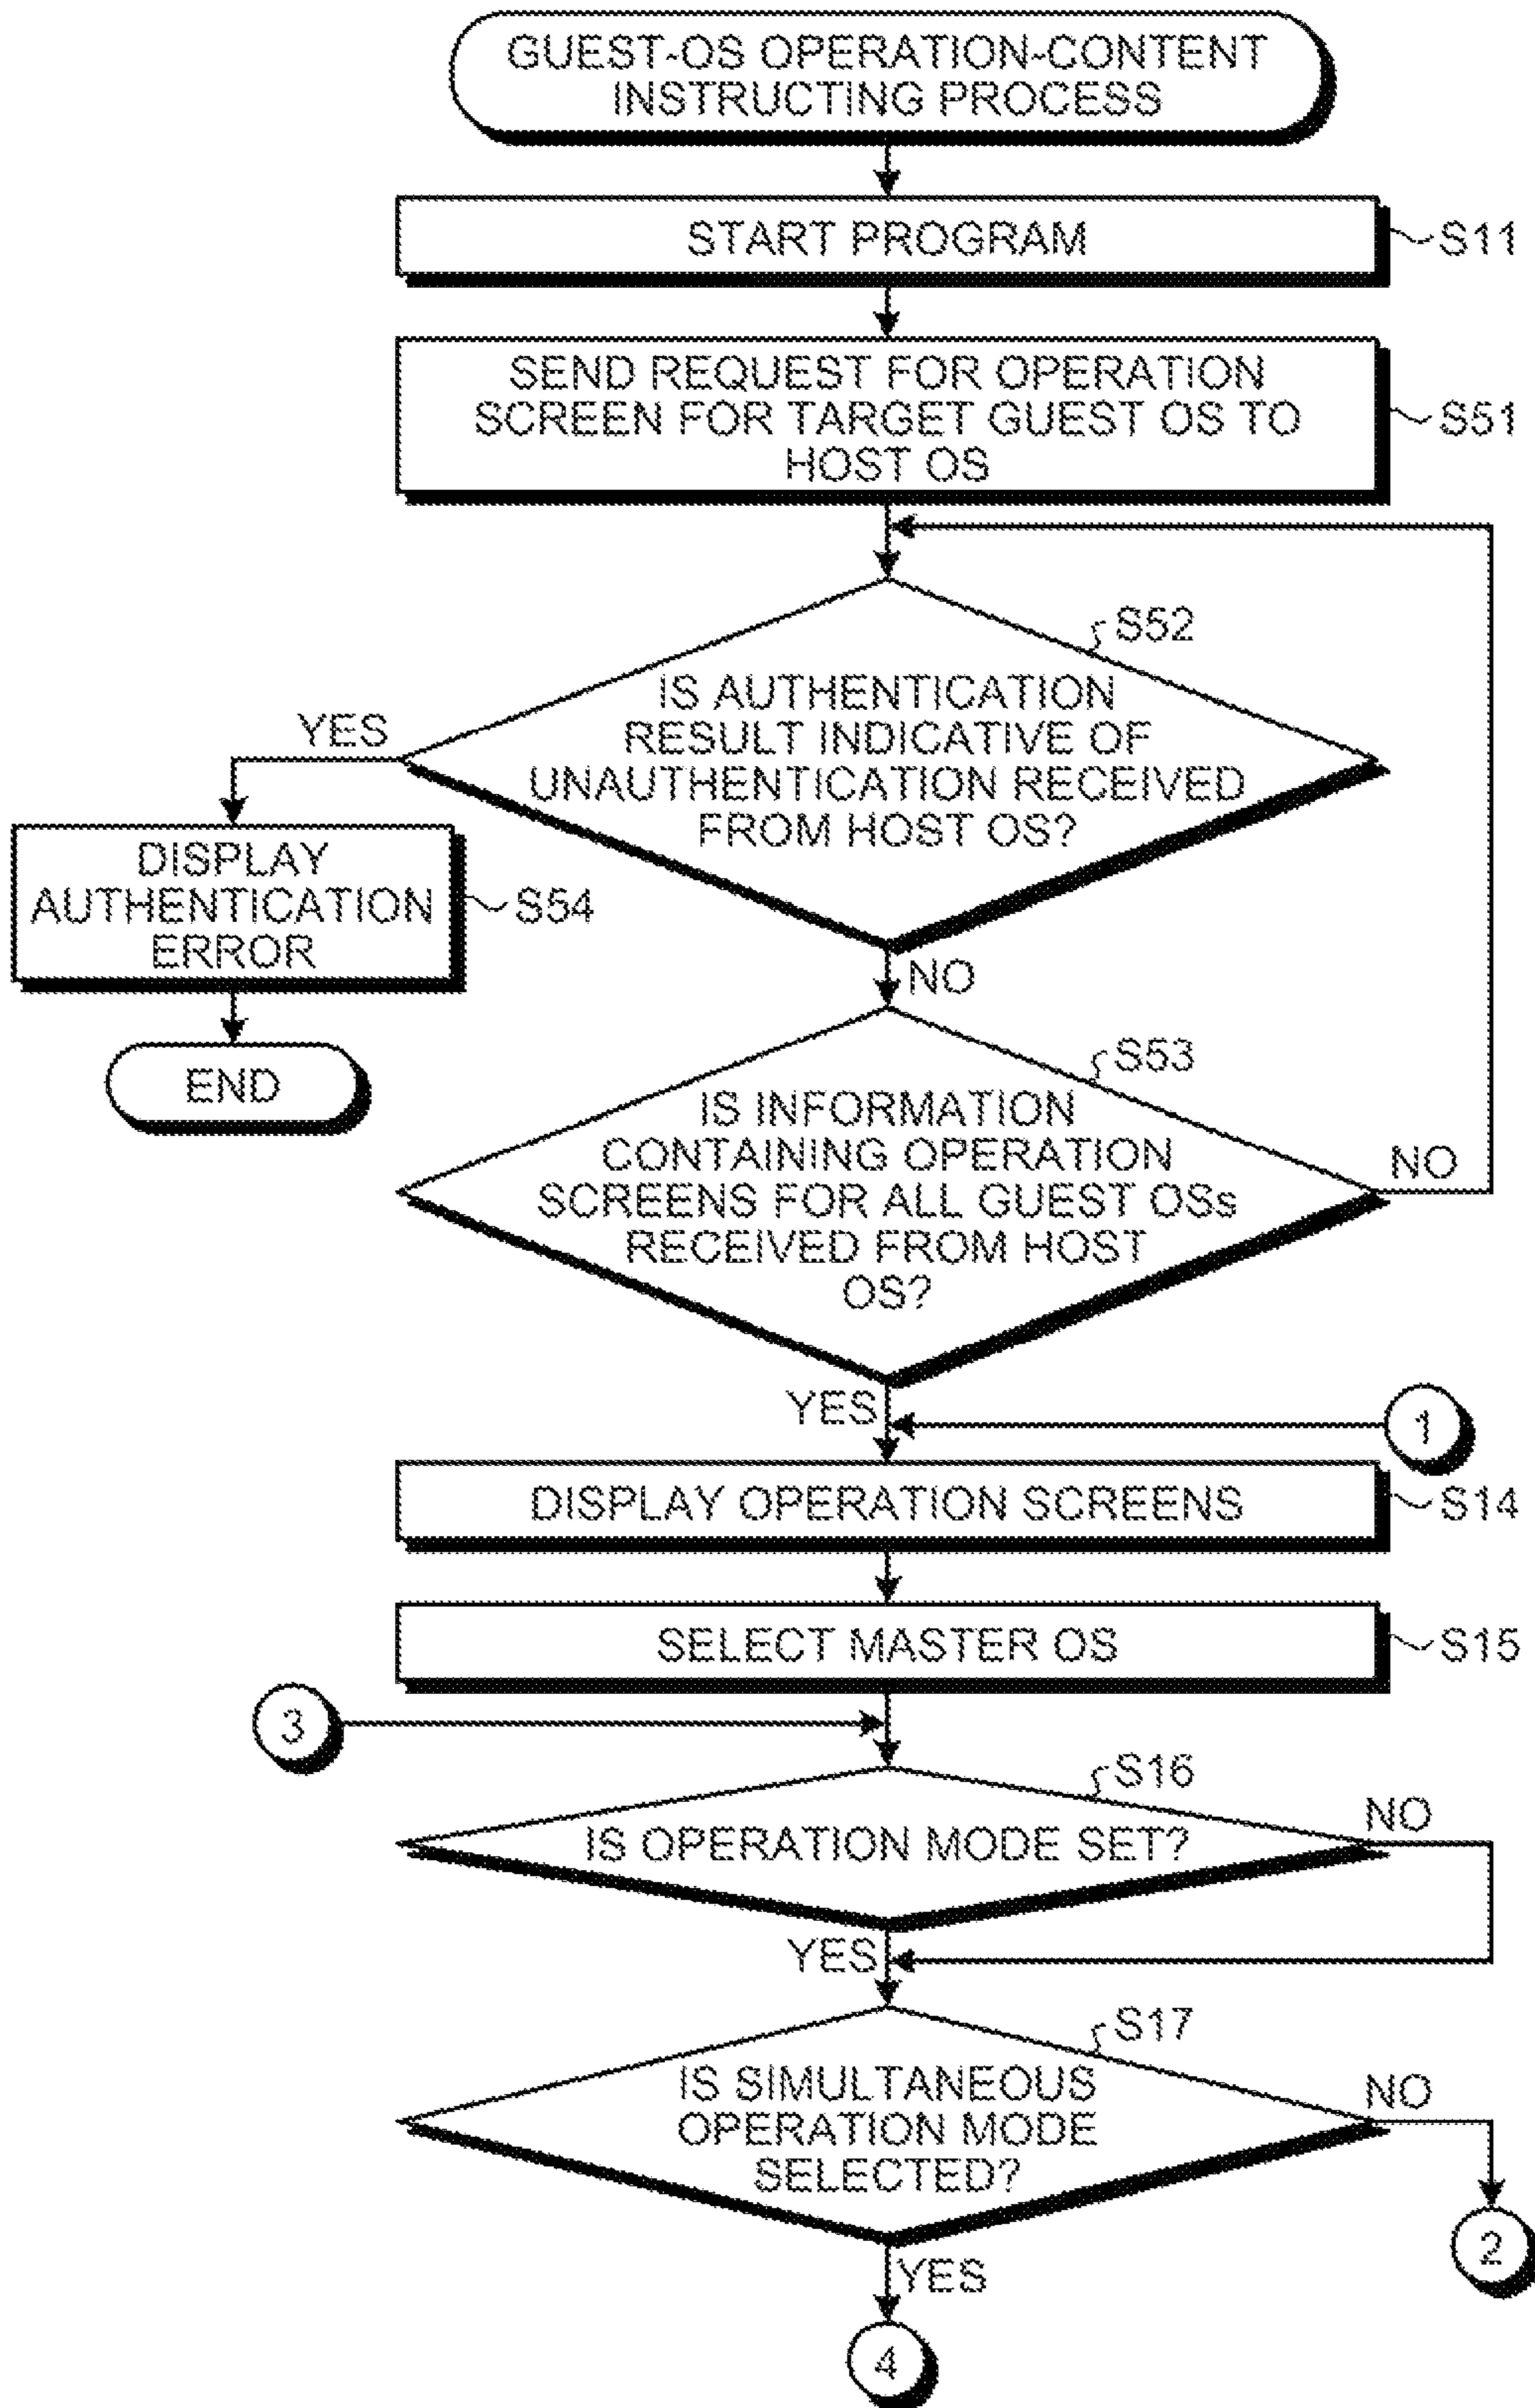 GUEST-OS OPERATION-CONTENT
INSTRUCTING PROCESS
START PROGRAM
S11
SEND REQUEST FOR OPERATION
SCREEN FOR TARGET GUEST OS TO
HOST OS
S51
S52
IS AUTHENTICATION
RESULT INDICATIVE OF
UNAUTHENTICATION RECEIVED
FROM HOST OS?
YES
DISPLAY
AUTHENTICATION
ERROR
S54
NO
END
S53
IS INFORMATION
CONTAINING OPERATION
SCREENS FOR ALL GUEST OSs
RECEIVED FROM HOST
OS?
NO
YES
1
DISPLAY OPERATION SCREENS
S14
SELECT MASTER OS
S15
3
S16
IS OPERATION MODE SET?
NO
YES
S17
IS SIMULTANEOUS
OPERATION MODE
SELECTED?
NO
2
YES
4